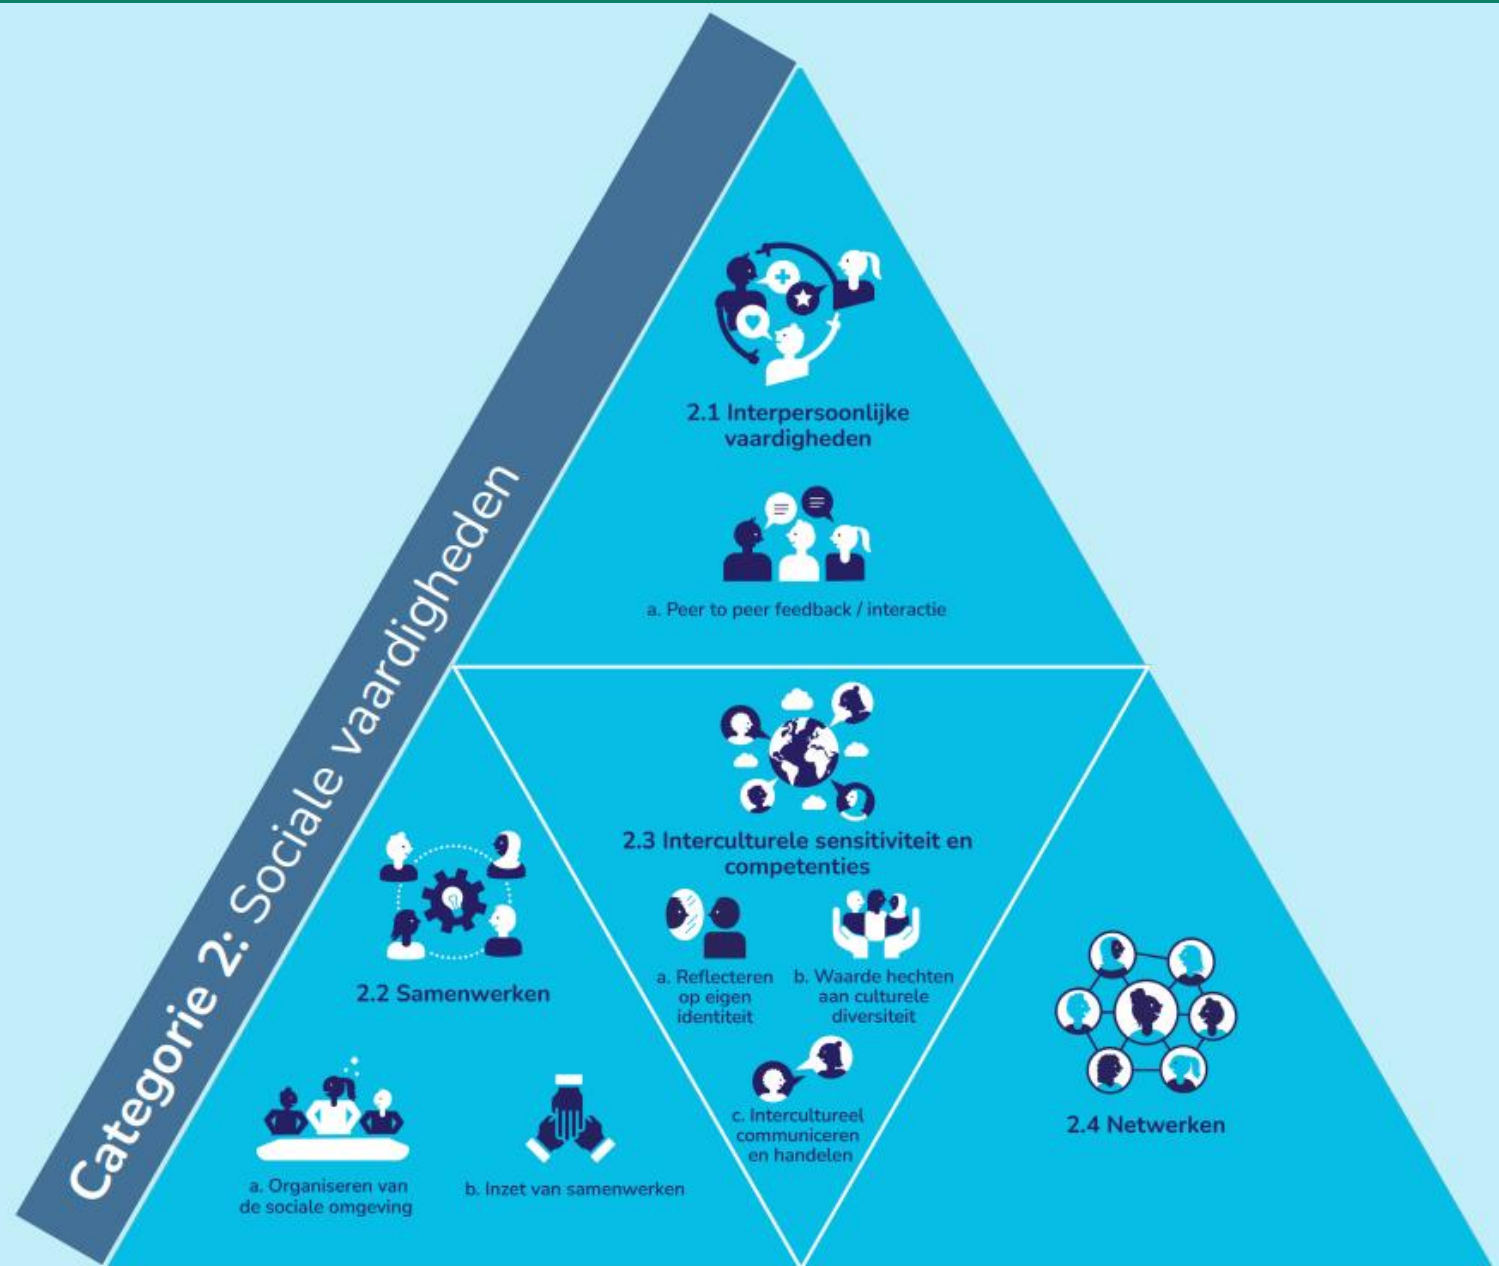 Categorie 2: Sociale vaardigheden
2.1 Interpersoonlijke
vaardigheden
a. Peer to peer feedback / interactie
2.2 Samenwerken
a. Organiseren van
de sociale omgeving
b. Inzet van samenwerken
2.3 Interculturele sensitiviteit en
competenties
a. Reflecteren
op eigen
identiteit
b. Waarde hechten
aan culturele
diversiteit
c. Intercultureel
communiceren
en handelen
2.4 Netwerken